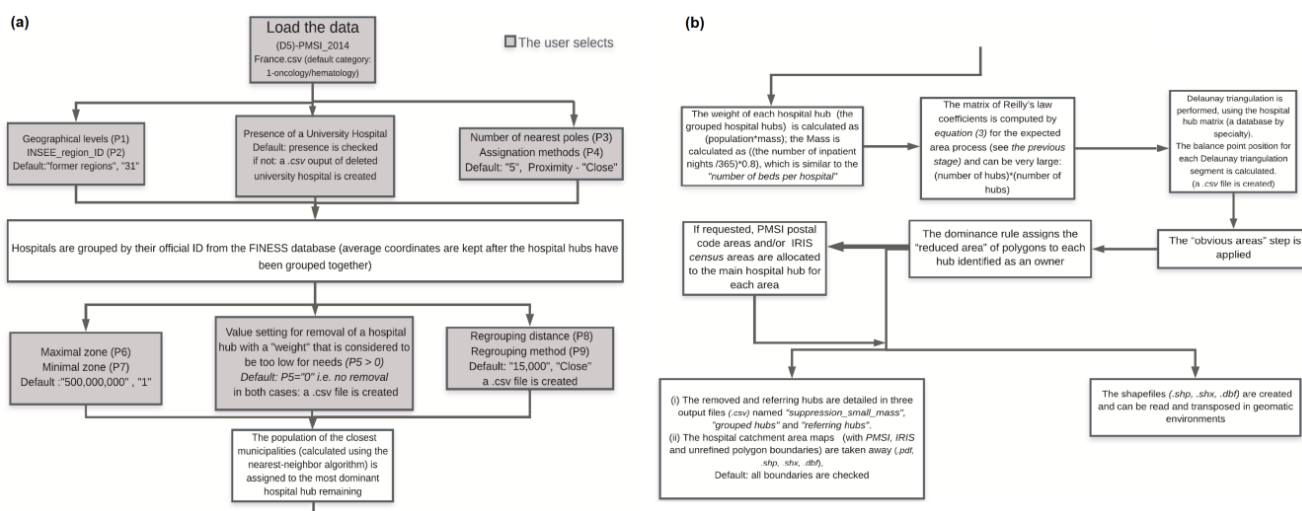 (a)
Load the data
(D5)-PMSI_2014
France.csv (default category:
1-oncology/hematology)
The user selects
Geographical levels (P1)
INSEE_region_ID (P2)
Default:"former regions", "31"
Presence of a University Hospital
Default: presence is checked
if not: a .csv ouput of deleted
university hospital is created
Number of nearest poles (P3)
Assignation methods (P4)
Default: "5", Proximity - "Close"
Hospitals are grouped by their official ID from the FINESS database (average coordinates are kept after the hospital hubs have
been grouped together)
Maximal zone (P6)
Minimal zone (P7)
Default :"500,000,000" , "1"
Value setting for removal of a hospital
hub with a "weight" that is considered to
be too low for needs (P5 > 0)
Default: P5="0" i.e. no removal
in both cases: a .csv file is created
Regrouping distance (P8)
Regrouping method (P9)
Default: "15,000", "Close"
a .csv file is created
The population of the closest
municipalities (calculated using the
nearest-neighbor algorithm) is
assigned to the most dominant
hospital hub remaining
(b)
The weight of each hospital hub (the
grouped hospital hubs) is calculated as
(population*mass); the Mass is
calculated as ((the number of inpatient
nights /365)*0.8), which is similar to the
"number of beds per hospital"
The matrix of Reilly's law
coefficients is computed by
equation (3) for the expected
area process (see the previous
stage) and can be very large:
(number of hubs)*(number of
hubs)
Delaunay triangulation is
performed, using the hospital
hub matrix (a database by
specialty).
The balance point position for
each Delaunay triangulation
segment is calculated.
(a .csv file is created)
The "obvious areas" step is
applied
The dominance rule assigns the
"reduced area" of polygons to each
hub identified as an owner
If requested, PMSI postal
code areas and/or IRIS
census areas are allocated
to the main hospital hub for
each area
(i) The removed and referring hubs are detailed in three
output files (.csv) named "suppression_small_mass",
"grouped hubs" and "referring hubs".
(ii) The hospital catchment area maps (with PMSI, IRIS
and unrefined polygon boundaries) are taken away (.pdf,
.shp, .shx, .dbf),
Default: all boundaries are checked
The shapefiles (.shp, .shx, .dbf) are created
and can be read and transposed in geomatic
environments